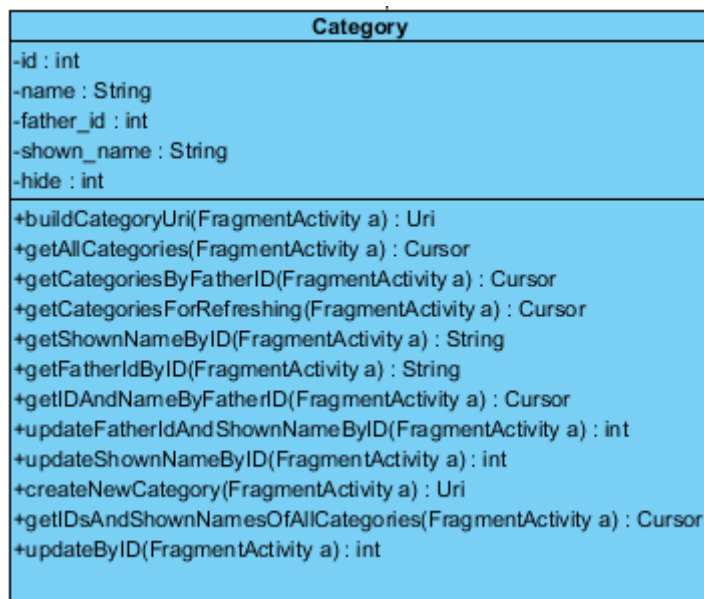 Category
-id : int
-name : String
-father_id : int
-shown_name : String
-hide : int
+buildCategoryUri(FragmentActivity a) : Uri
+getAllCategories(FragmentActivity a) : Cursor
+getCategoriesByFatherID(FragmentActivity a) : Cursor
+getCategoriesForRefreshing(FragmentActivity a) : Cursor
+getShownNameByID(FragmentActivity a) : String
+getFatherIdByID(FragmentActivity a) : String
+getIDAndNameByFatherID(FragmentActivity a) : Cursor
+updateFatherIdAndShownNameByID(FragmentActivity a) : int
+updateShownNameByID(FragmentActivity a) : int
+createNewCategory(FragmentActivity a) : Uri
+getIDsAndShownNamesOfAllCategories(FragmentActivity a) : Cursor
+updateByID(FragmentActivity a) : int